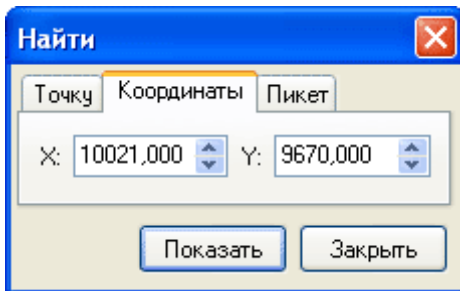 Найти
Точку Координаты Пикет
X: 10021,000 Y: 9670,000
Показать Закрыть